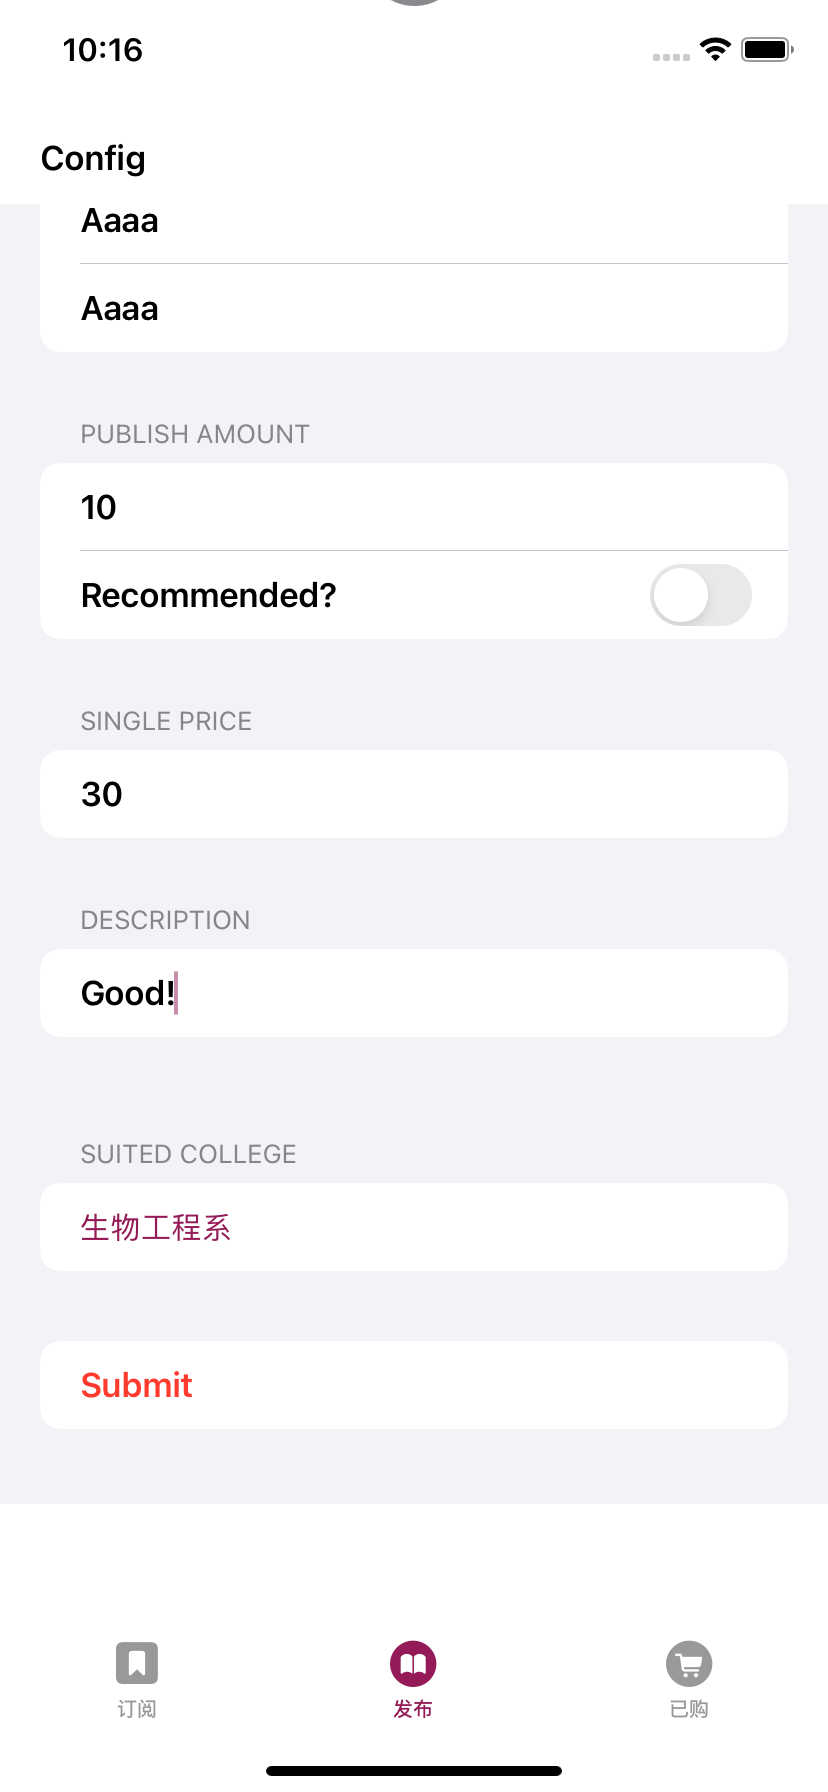 10:16
Config
Aaaa
Aaaa
PUBLISH AMOUNT
10
Recommended?
SINGLE PRICE
30
DESCRIPTION
Good!
SUITED COLLEGE
生物工程系
Submit
订阅
发布
已购